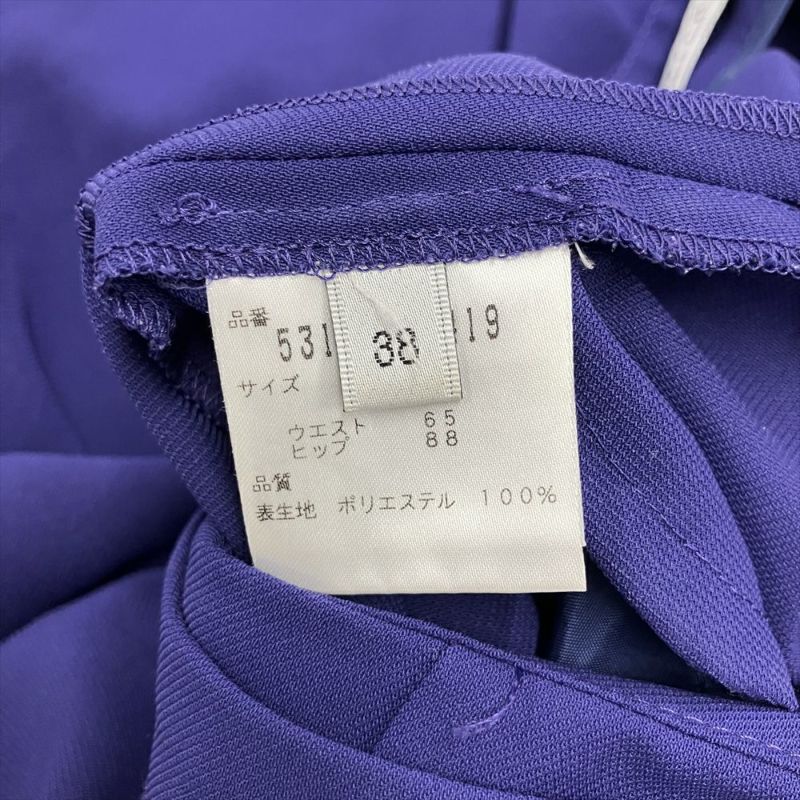 品番
531
38
19
サイズ
ウエスト 65
ヒップ 88
品質
表生地 ポリエステル 100%